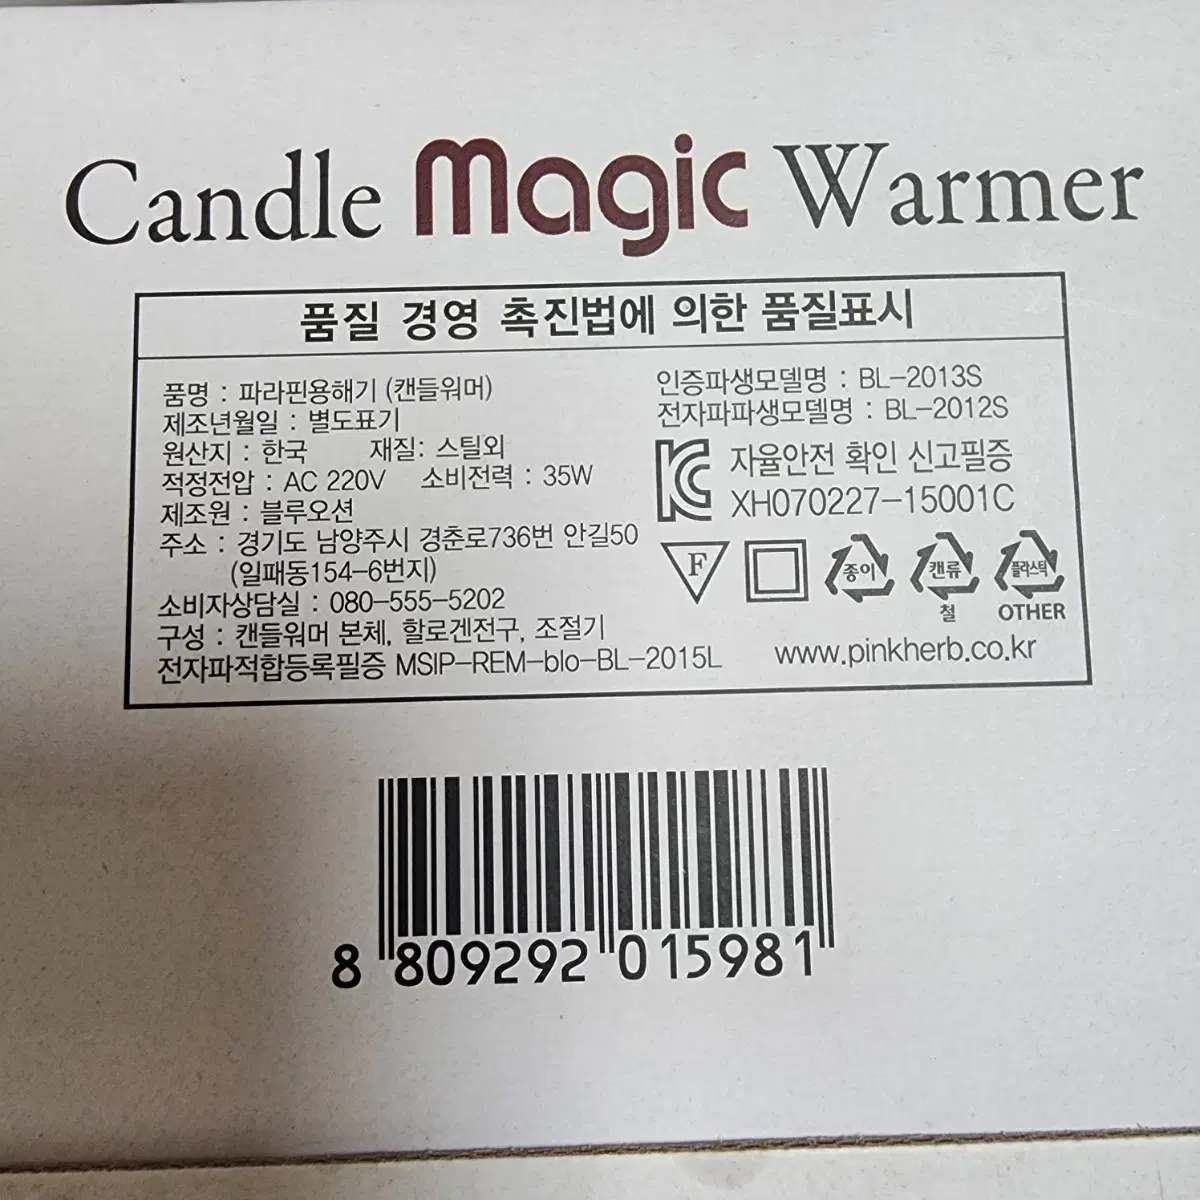 Candle Magic Warmer
품질 경영 촉진법에 의한 품질표시
품명 : 파라핀용해기 (캔들워머)
제조년월일 : 별도표기
원산지 : 한국 재질: 스틸외
적정전압 : AC 220V 소비전력 : 35W
제조원 : 블루오션
주소 : 경기도 남양주시 경춘로736번 안길50
(일패동154-6번지)
소비자상담실 : 080-555-5202
구성 : 캔들워머 본체, 할로겐전구, 조절기
전자파적합등록필증 MSIP-REM-blo-BL-2015L
인증파생모델명 : BL-2013S
전자파파생모델명 : BL-2012S
자율안전 확인 신고필증
XH070227-15001C
F 종이 캔류 플라스틱
철 OTHER
www.pinkherb.co.kr
8 809292 015981